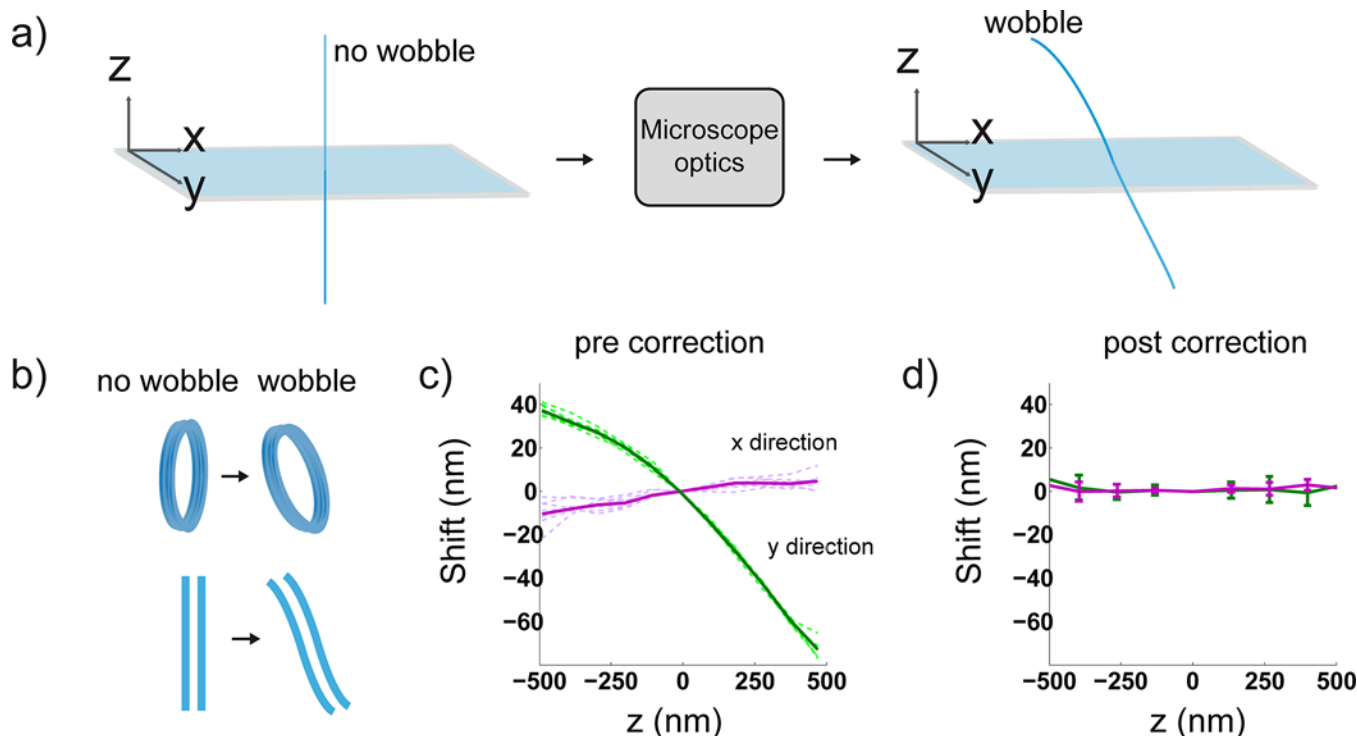 a)
z
x
y
no wobble
Microscope
optics
wobble
z
x
y
b)
no wobble
wobble
c)
pre correction
Shift (nm)
40
20
0
−20
−40
−60
x direction
y direction
−500
−250
0
250
500
z (nm)
d)
post correction
Shift (nm)
40
20
0
−20
−40
−60
−500
−250
0
250
500
z (nm)